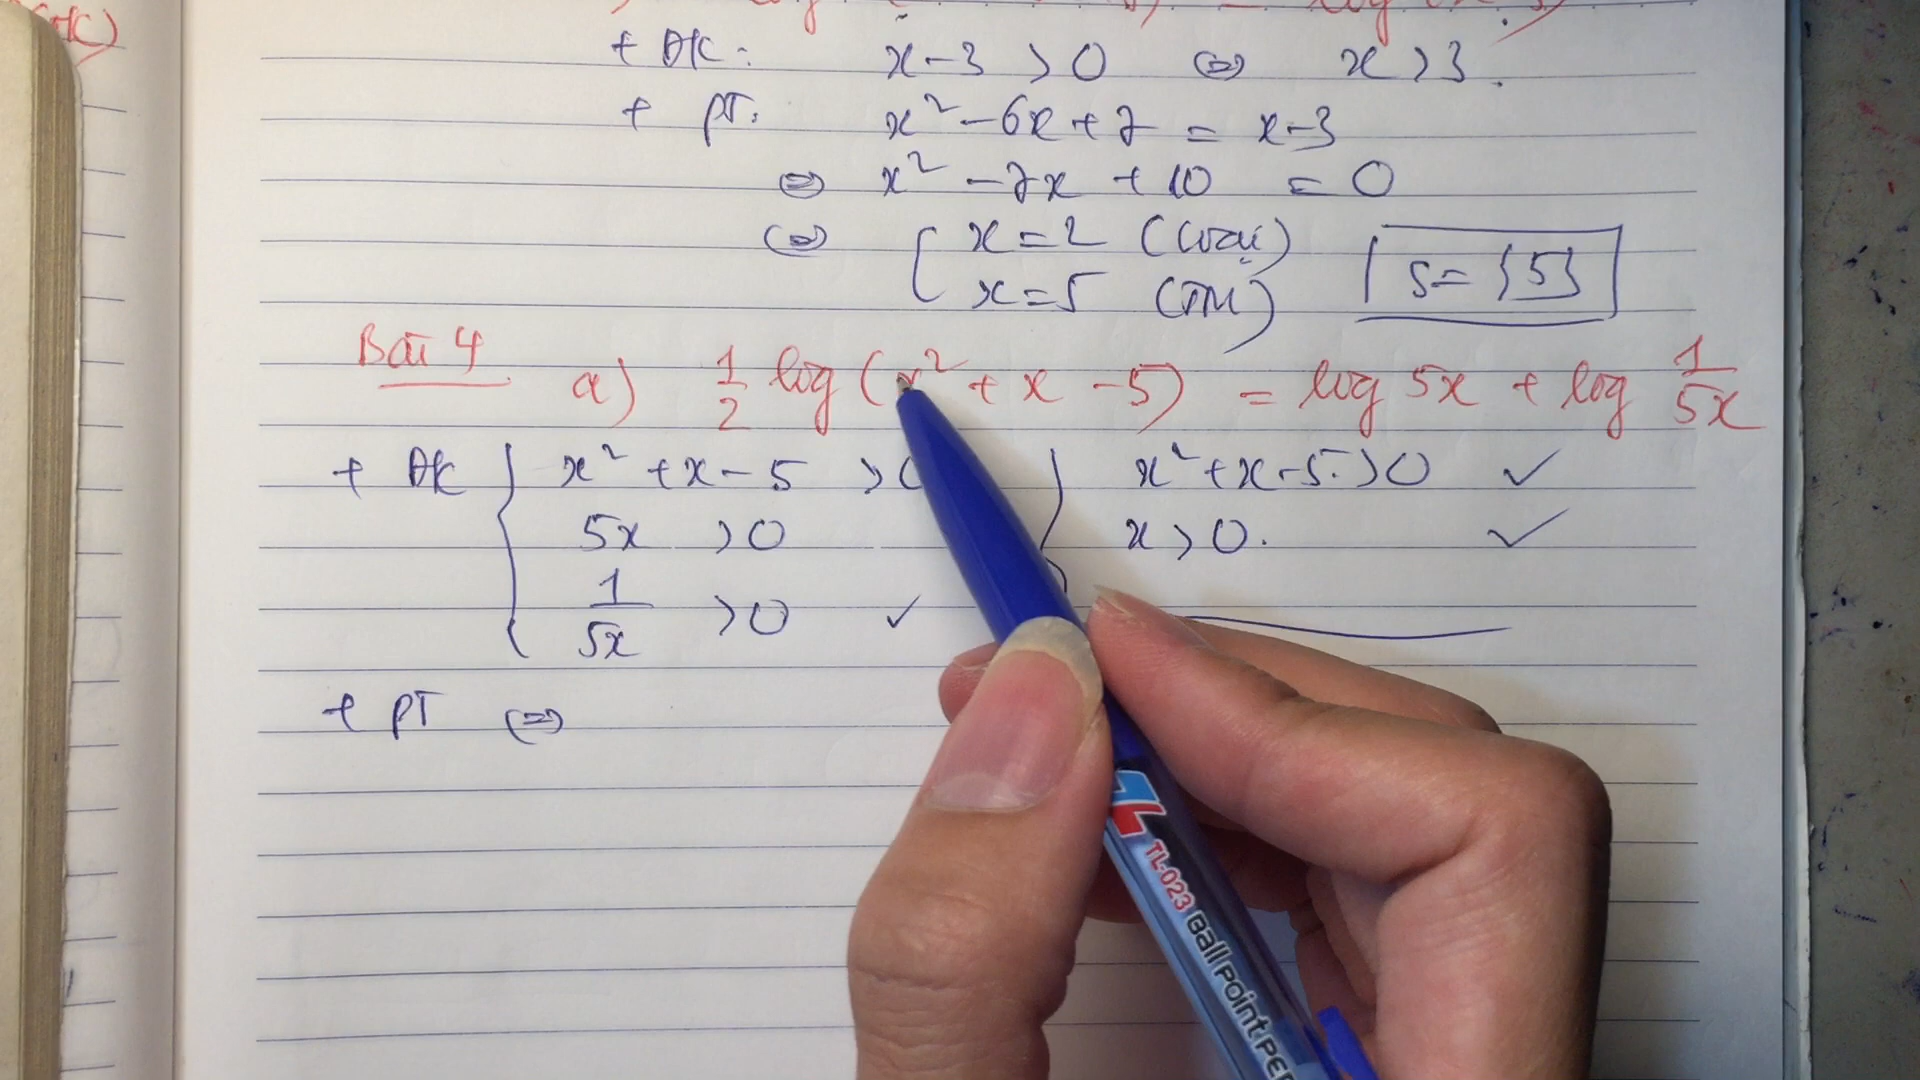 + ĐK: x-3 > 0 ⇔ x > 3.
+ PT: x² - 6x + 7 = x-3
⇔ x² - 7x + 10 = 0
⇔ [ x = 2 (loại)
x = 5 (TM) S = {5}
Bài 4 a) 1/2 log (x² + x - 5) = log 5x + log 1/5x
+ ĐK { x² + x - 5 > 0 } x² + x - 5 > 0 ✓
5x > 0 x > 0. ✓
1/5x > 0 ✓
+ PT ⇔
TL-023 Ball POINT PEN